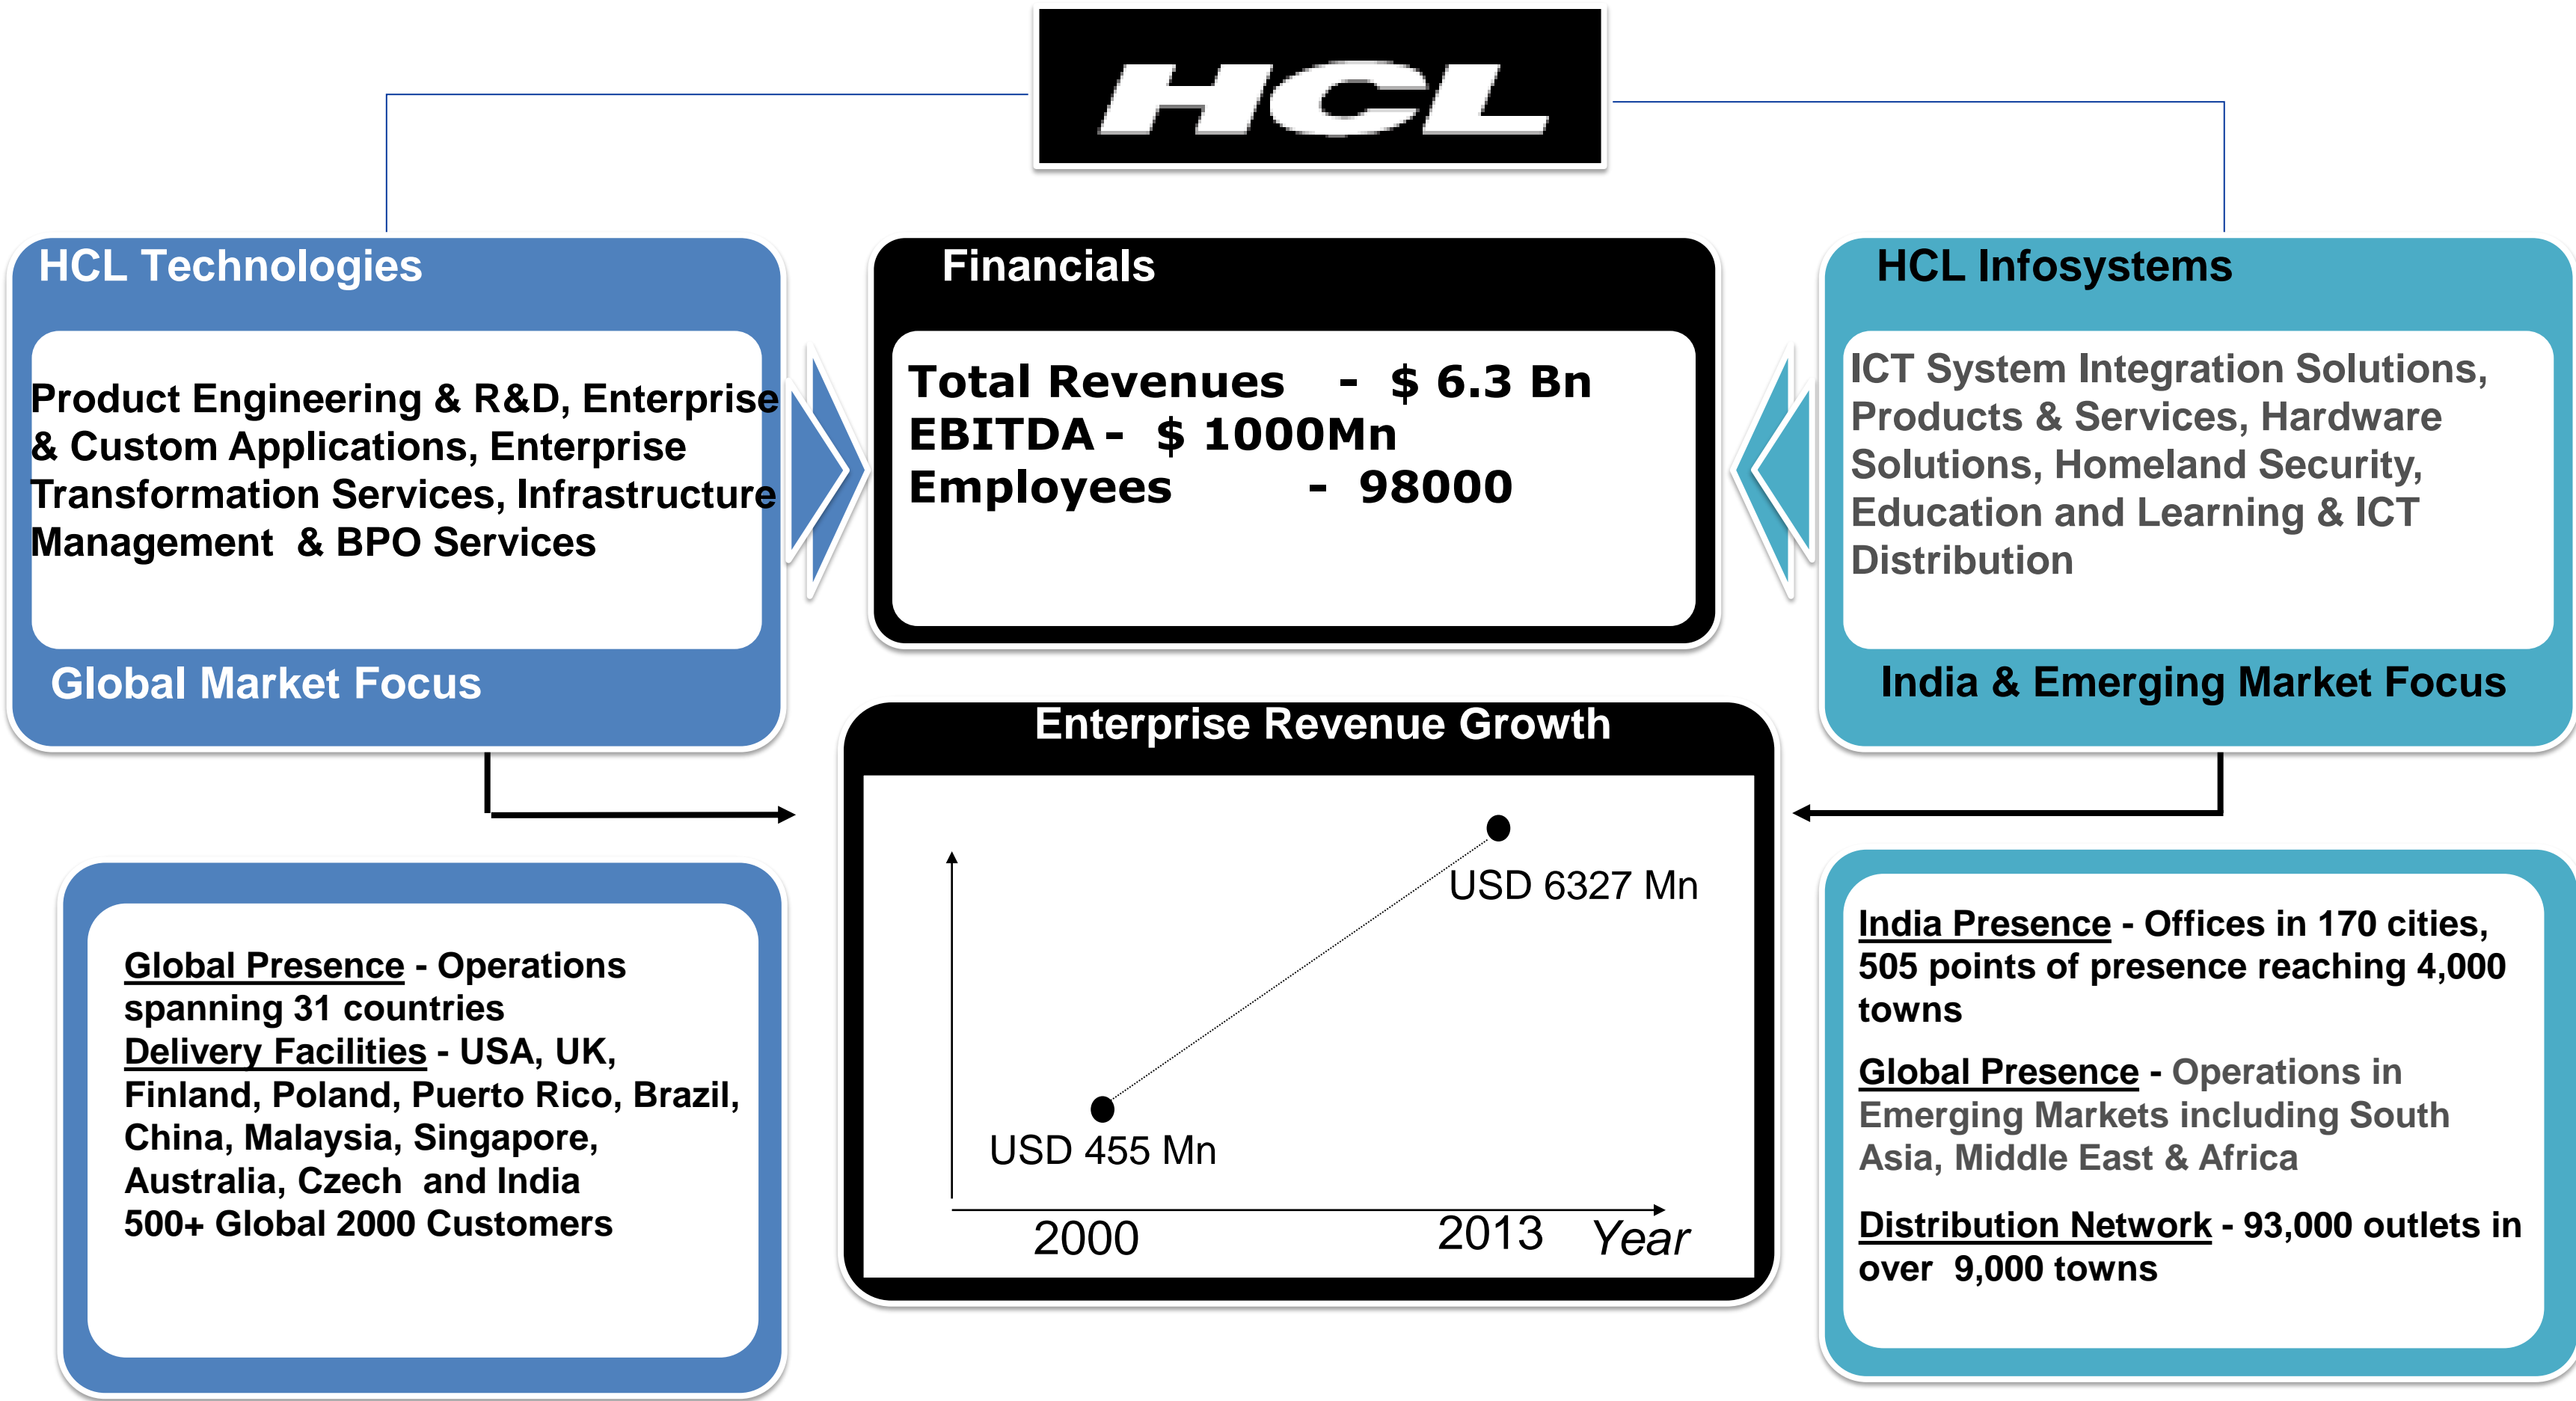 HCL
HCL Technologies
Product Engineering & R&D, Enterprise
& Custom Applications, Enterprise
Transformation Services, Infrastructure
Management & BPO Services
Global Market Focus
Financials
Total Revenues - $ 6.3 Bn
EBITDA - $ 1000Mn
Employees - 98000
HCL Infosystems
ICT System Integration Solutions,
Products & Services, Hardware
Solutions, Homeland Security,
Education and Learning & ICT
Distribution
India & Emerging Market Focus
Enterprise Revenue Growth
USD 6327 Mn
USD 455 Mn
2000
2013
Year
Global Presence - Operations
spanning 31 countries
Delivery Facilities - USA, UK,
Finland, Poland, Puerto Rico, Brazil,
China, Malaysia, Singapore,
Australia, Czech and India
500+ Global 2000 Customers
India Presence - Offices in 170 cities,
505 points of presence reaching 4,000
towns
Global Presence - Operations in
Emerging Markets including South
Asia, Middle East & Africa
Distribution Network - 93,000 outlets in
over 9,000 towns